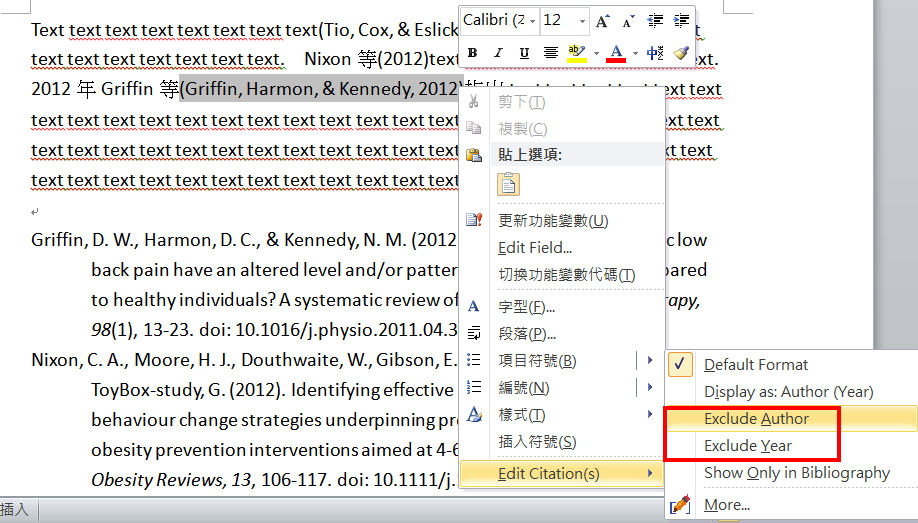 Text text text text text text text text(Tio, Cox, & Eslick
text text text text text text text. Nixon 等(2012)text
2012 年 Griffin 等(Griffin, Harmon, & Kennedy, 2012)
text text
text text text text text text text text text text text
text text text text text text text text text text text
text text text text text text text text text text text
Griffin, D. W., Harmon, D. C., & Kennedy, N. M. (2012
low
back pain have an altered level and/or patter
pared
to healthy individuals? A systematic review of
rapy,
98(1), 13-23. doi: 10.1016/j.physio.2011.04.3
Nixon, C. A., Moore, H. J., Douthwaite, W., Gibson, E.
ToyBox-study, G. (2012). Identifying effective
behaviour change strategies underpinning pre
obesity prevention interventions aimed at 4-6
Obesity Reviews, 13, 106-117. doi: 10.1111/j.
插入
Calibri ( 12
B I U A
剪下(T)
複製(C)
貼上選項:
更新功能變數(U)
Edit Field...
切換功能變數代碼(T)
字型(F)...
段落(P)...
項目符號(B)
編號(N)
樣式(T)
插入符號(S)
Edit Citation(s)
Default Format
Display as: Author (Year)
Exclude Author
Exclude Year
Show Only in Bibliography
More...